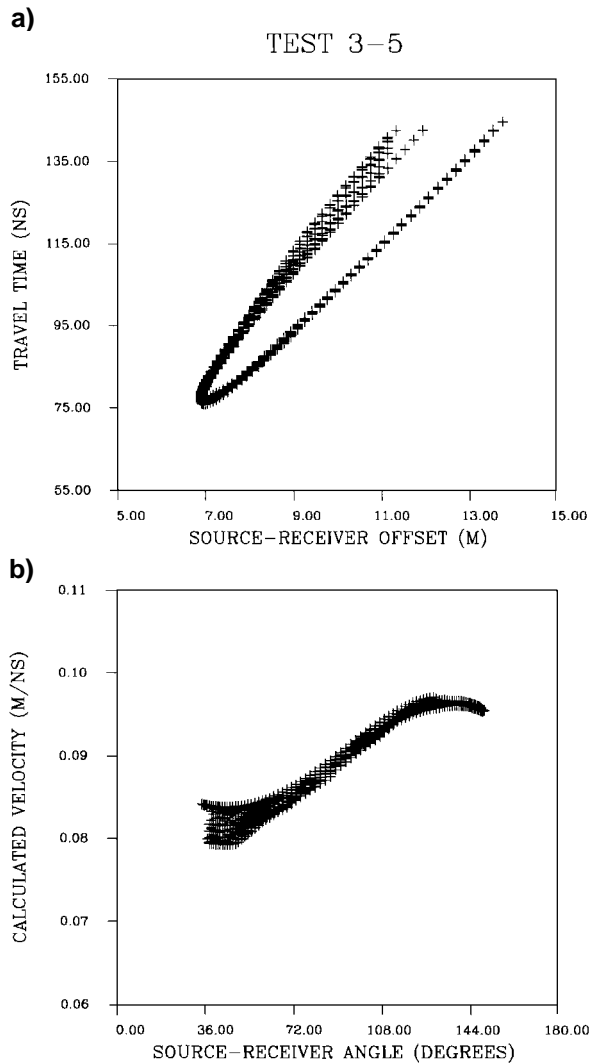 a)
TEST 3-5
155.00
135.00
115.00
95.00
75.00
55.00
TRAVEL TIME (NS)
5.00 7.00 9.00 11.00 13.00 15.00
SOURCE-RECEIVER OFFSET (M)
b)
0.11
0.10
0.09
0.08
0.07
0.06
CALCULATED VELOCITY (M/NS)
0.00 36.00 72.00 108.00 144.00 180.00
SOURCE-RECEIVER ANGLE (DEGREES)